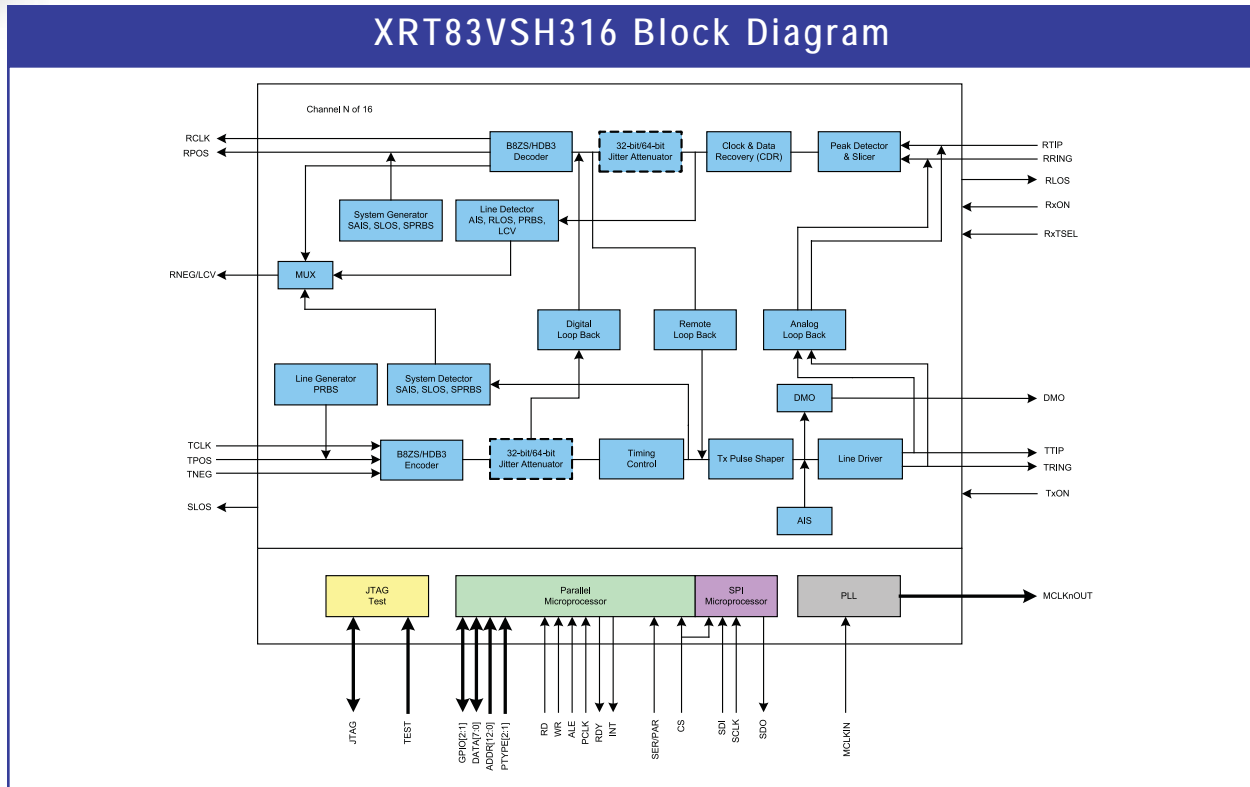 XRT83VSH316 Block Diagram
Channel N of 16
RCLK
RPOS
B8ZS/HDB3
Decoder
32-bit/64-bit
Jitter Attenuator
Clock & Data
Recovery (CDR)
Peak Detector
& Slicer
RTIP
RRING
RLOS
RxON
RxTSEL
System Generator
SAIS, SLOS, SPRBS
Line Detector
AIS, RLOS, PRBS,
LCV
RNEG/LCV
MUX
Digital
Loop Back
Remote
Loop Back
Analog
Loop Back
Line Generator
PRBS
System Detector
SAIS, SLOS, SPRBS
DMO
DMO
TCLK
TPOS
TNEG
B8ZS/HDB3
Encoder
32-bit/64-bit
Jitter Attenuator
Timing
Control
Tx Pulse Shaper
Line Driver
TTIP
TRING
TxON
SLOS
AIS
JTAG
Test
Parallel
Microprocessor
SPI
Microprocessor
PLL
MCLKnOUT
JTAG
TEST
GPIO[2:1]
DATA[7:0]
ADDR[12:0]
PTYPE[2:1]
RD
WR
ALE
PCLK
RDY
INT
SER/PAR
CS
SDI
SCLK
SDO
MCLKIN